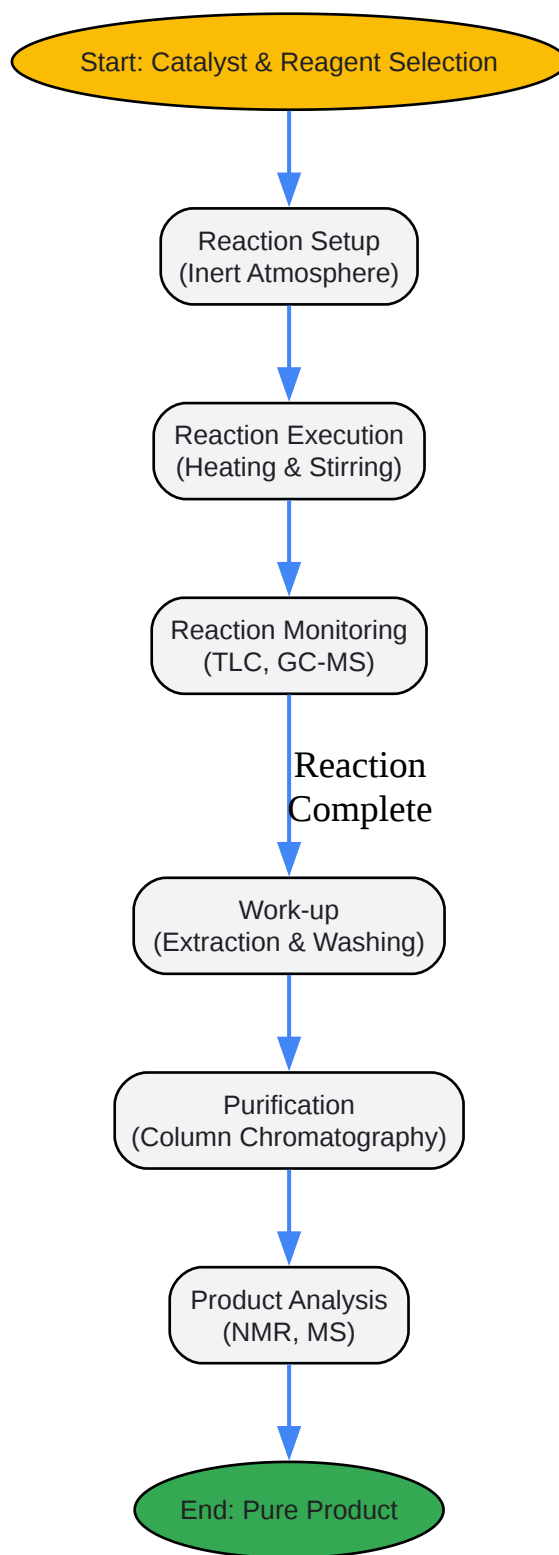 Start: Catalyst & Reagent Selection
Reaction Setup
(Inert Atmosphere)
Reaction Execution
(Heating & Stirring)
Reaction Monitoring
(TLC, GC-MS)
Reaction
Complete
Work-up
(Extraction & Washing)
Purification
(Column Chromatography)
Product Analysis
(NMR, MS)
End: Pure Product